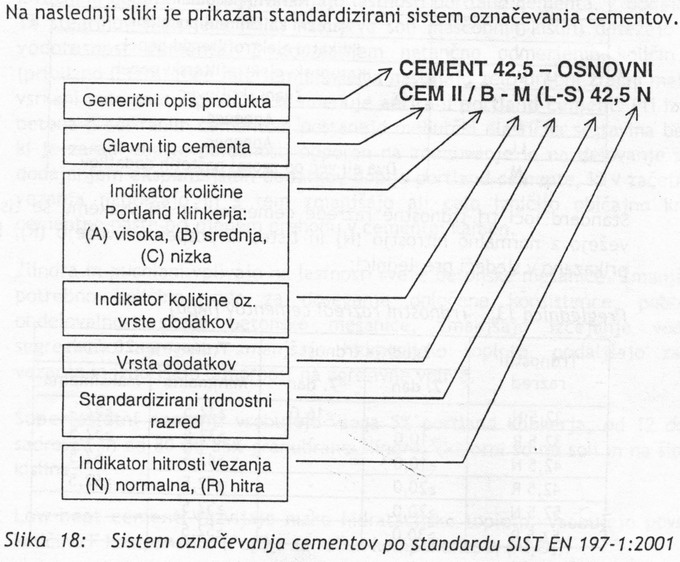 Na naslednji sliki je prikazan standardizirani sistem označevanja cementov.
CEMENT 42,5 - OSNOVNI
CEM II / B - M (L-S) 42,5 N
Generični opis produkta
Glavni tip cementa
Indikator količine
Portland klinkerja:
(A) visoka, (B) srednja,
(C) nizka
Indikator količine oz.
vrste dodatkov
Vrsta dodatkov
Standardizirani trdnostni
razred
Indikator hitrosti vezanja
(N) normalna, (R) hitra
Slika 18: Sistem označevanja cementov po standardu SIST EN 197-1:2001